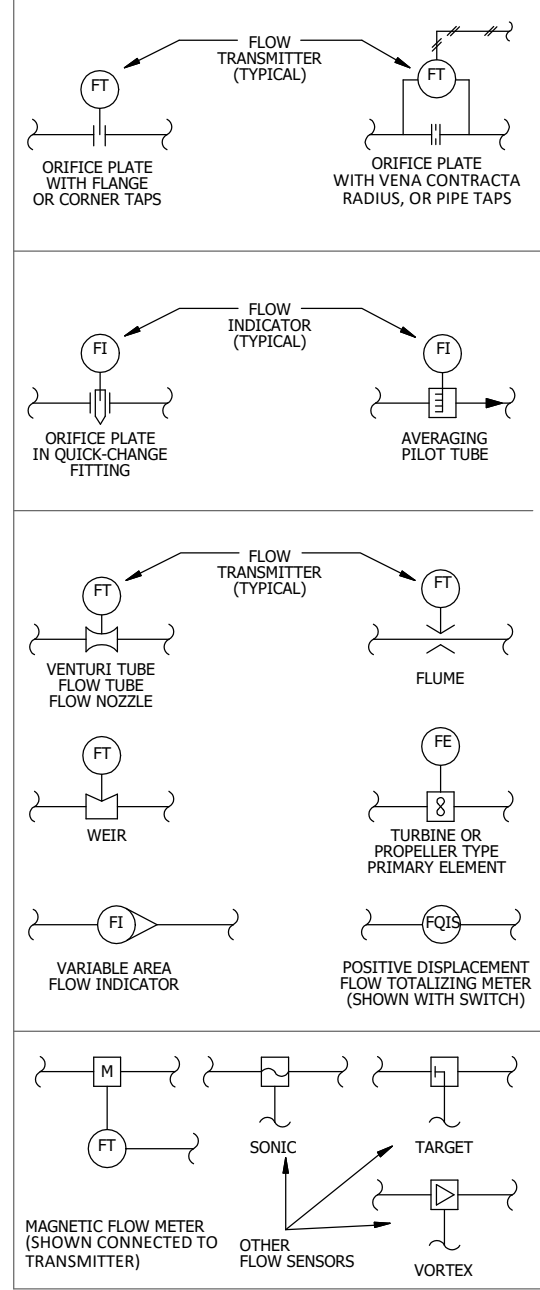 FLOW
TRANSMITTER
(TYPICAL)
FT
FT
ORIFICE PLATE
WITH FLANGE
OR CORNER TAPS
ORIFICE PLATE
WITH VENA CONTRACTA
RADIUS, OR PIPE TAPS
FLOW
INDICATOR
(TYPICAL)
FI
FI
ORIFICE PLATE
IN QUICK-CHANGE
FITTING
AVERAGING
PILOT TUBE
FLOW
TRANSMITTER
(TYPICAL)
FT
FT
VENTURI TUBE
FLOW TUBE
FLOW NOZZLE
FLUME
FT
FE
WEIR
TURBINE OR
PROPELLER TYPE
PRIMARY ELEMENT
FI
FQIS
VARIABLE AREA
FLOW INDICATOR
POSITIVE DISPLACEMENT
FLOW TOTALIZING METER
(SHOWN WITH SWITCH)
M
FT
SONIC
TARGET
MAGNETIC FLOW METER
(SHOWN CONNECTED TO
TRANSMITTER)
OTHER
FLOW SENSORS
VORTEX